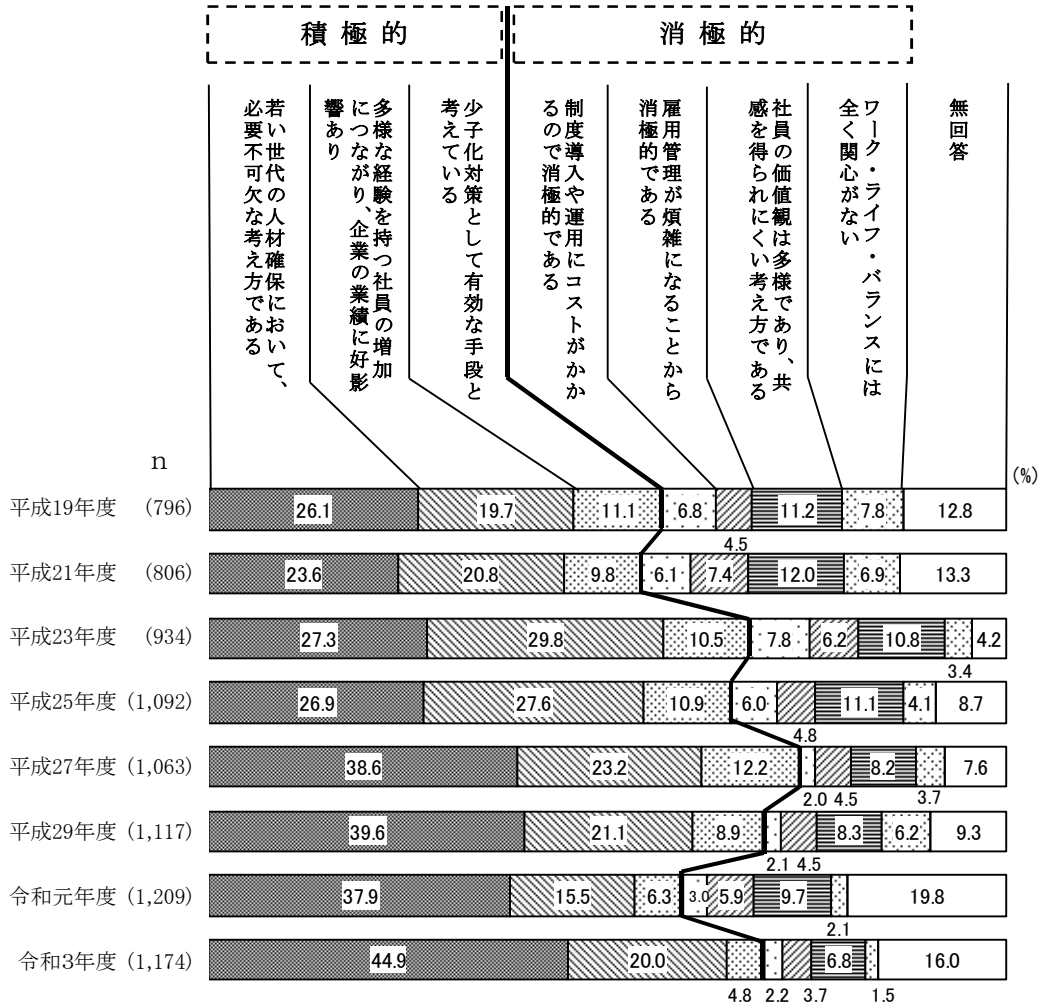 積極的
消極的
若い世代の人材確保において、
必要不可欠な考え方である
多様な経験を持つ社員の増加
につながり、企業の業績に好影
響あり
少子化対策として有効な手段と
考えている
制度導入や運用にコストがかか
るので消極的である
雇用管理が煩雑になることから
消極的である
社員の価値観は多様であり、共
感を得られにくい考え方である
ワーク・ライフ・バランスには
全く関心がない
無回答
n
(%)
平成19年度 (796) 26.1 19.7 11.1 6.8 11.2 7.8 12.8
4.5
平成21年度 (806) 23.6 20.8 9.8 6.1 7.4 12.0 6.9 13.3
平成23年度 (934) 27.3 29.8 10.5 7.8 6.2 10.8 4.2
3.4
平成25年度 (1,092) 26.9 27.6 10.9 6.0 11.1 4.1 8.7
4.8
平成27年度 (1,063) 38.6 23.2 12.2 8.2 7.6
2.0 4.5 3.7
平成29年度 (1,117) 39.6 21.1 8.9 8.3 6.2 9.3
2.1 4.5
令和元年度 (1,209) 37.9 15.5 6.3 3.0 5.9 9.7 19.8
2.1
令和3年度 (1,174) 44.9 20.0 6.8 16.0
4.8 2.2 3.7 1.5